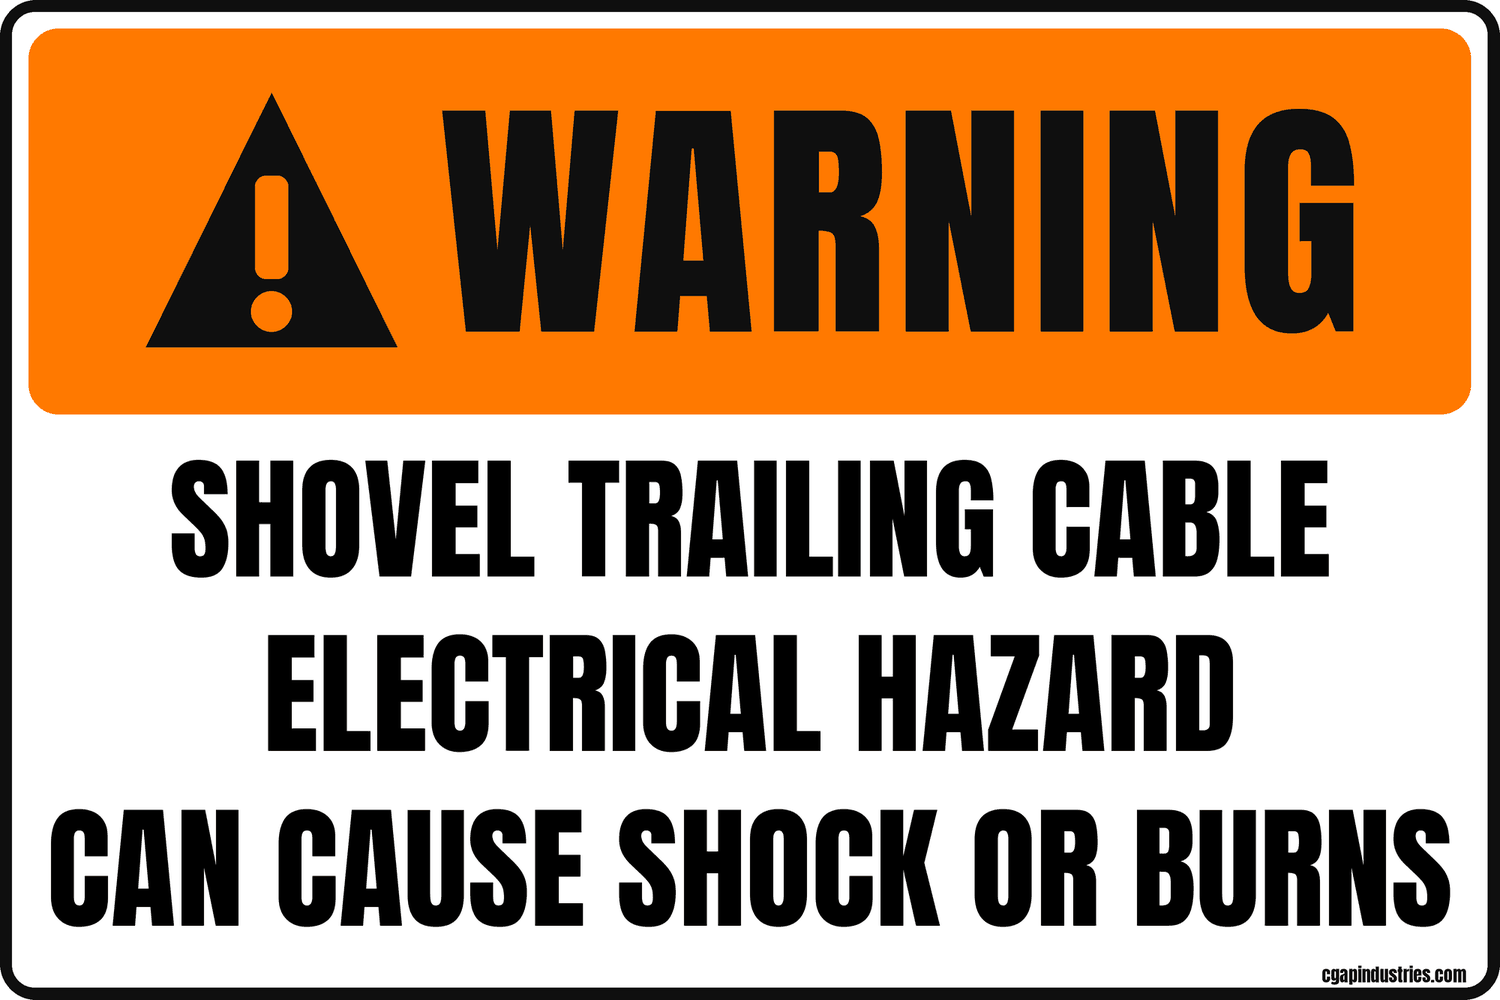 WARNING
SHOVEL TRAILING CABLE
ELECTRICAL HAZARD
CAN CAUSE SHOCK OR BURNS
cgapindustries.com